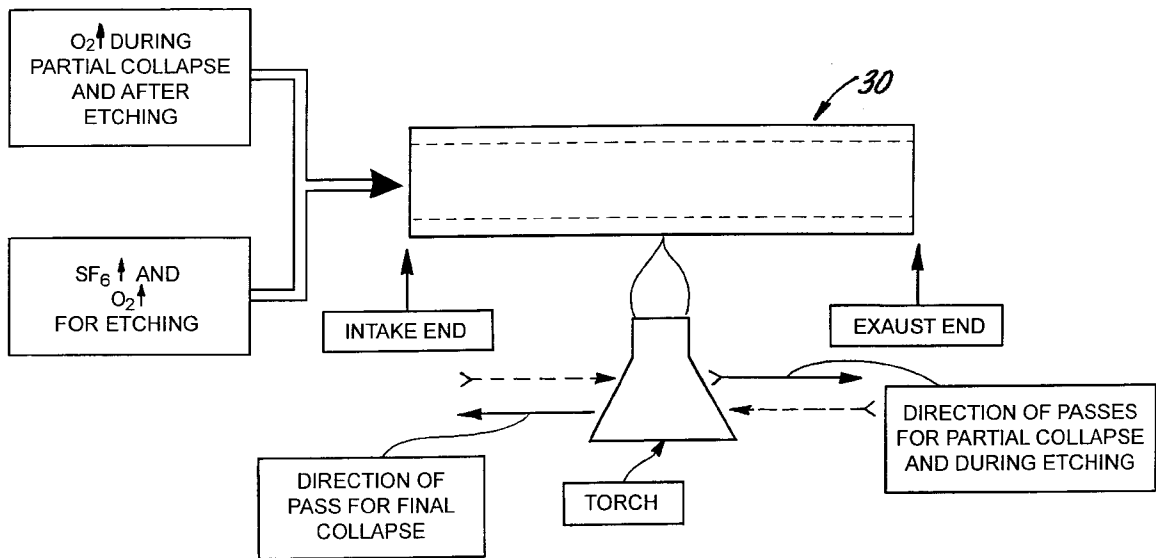 O₂↑ DURING
PARTIAL COLLAPSE
AND AFTER
ETCHING
30
SF₆↑ AND
O₂↑
FOR ETCHING
INTAKE END
EXAUST END
DIRECTION OF PASSES
FOR PARTIAL COLLAPSE
AND DURING ETCHING
DIRECTION OF
PASS FOR FINAL
COLLAPSE
TORCH